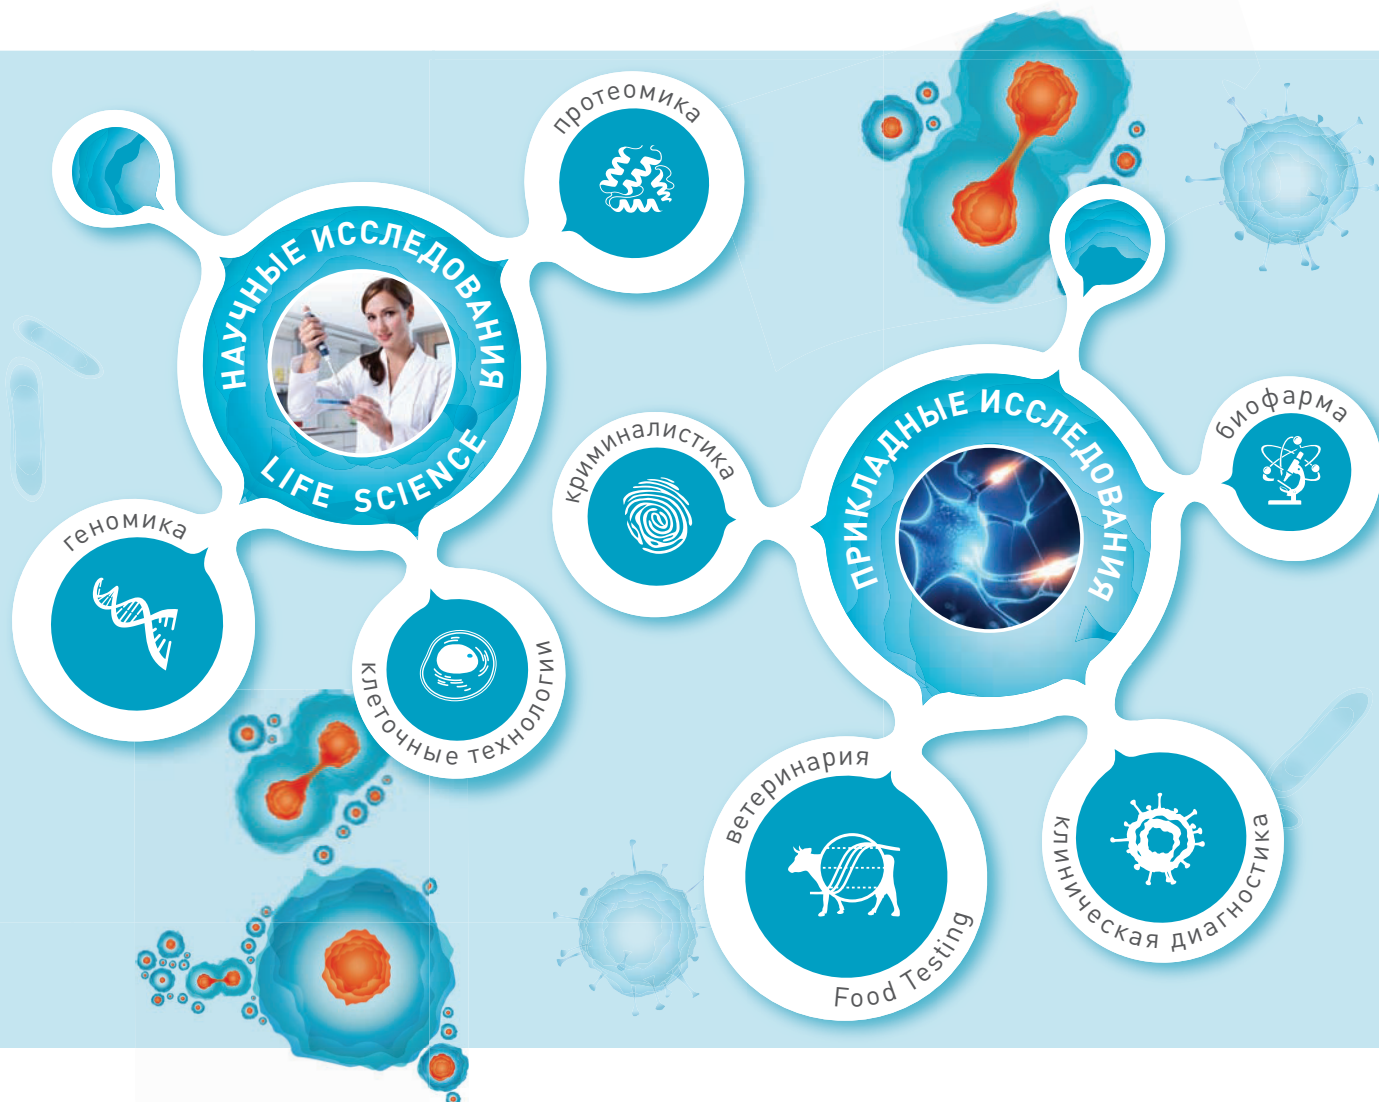 протеомика
НАУЧНЫЕ ИССЛЕДОВАНИЯ
LIFE SCIENCE
геномика
клеточные технологии
криминалистика
ПРИКЛАДНЫЕ ИССЛЕДОВАНИЯ
биофарма
ветеринария
Food Testing
клиническая диагностика